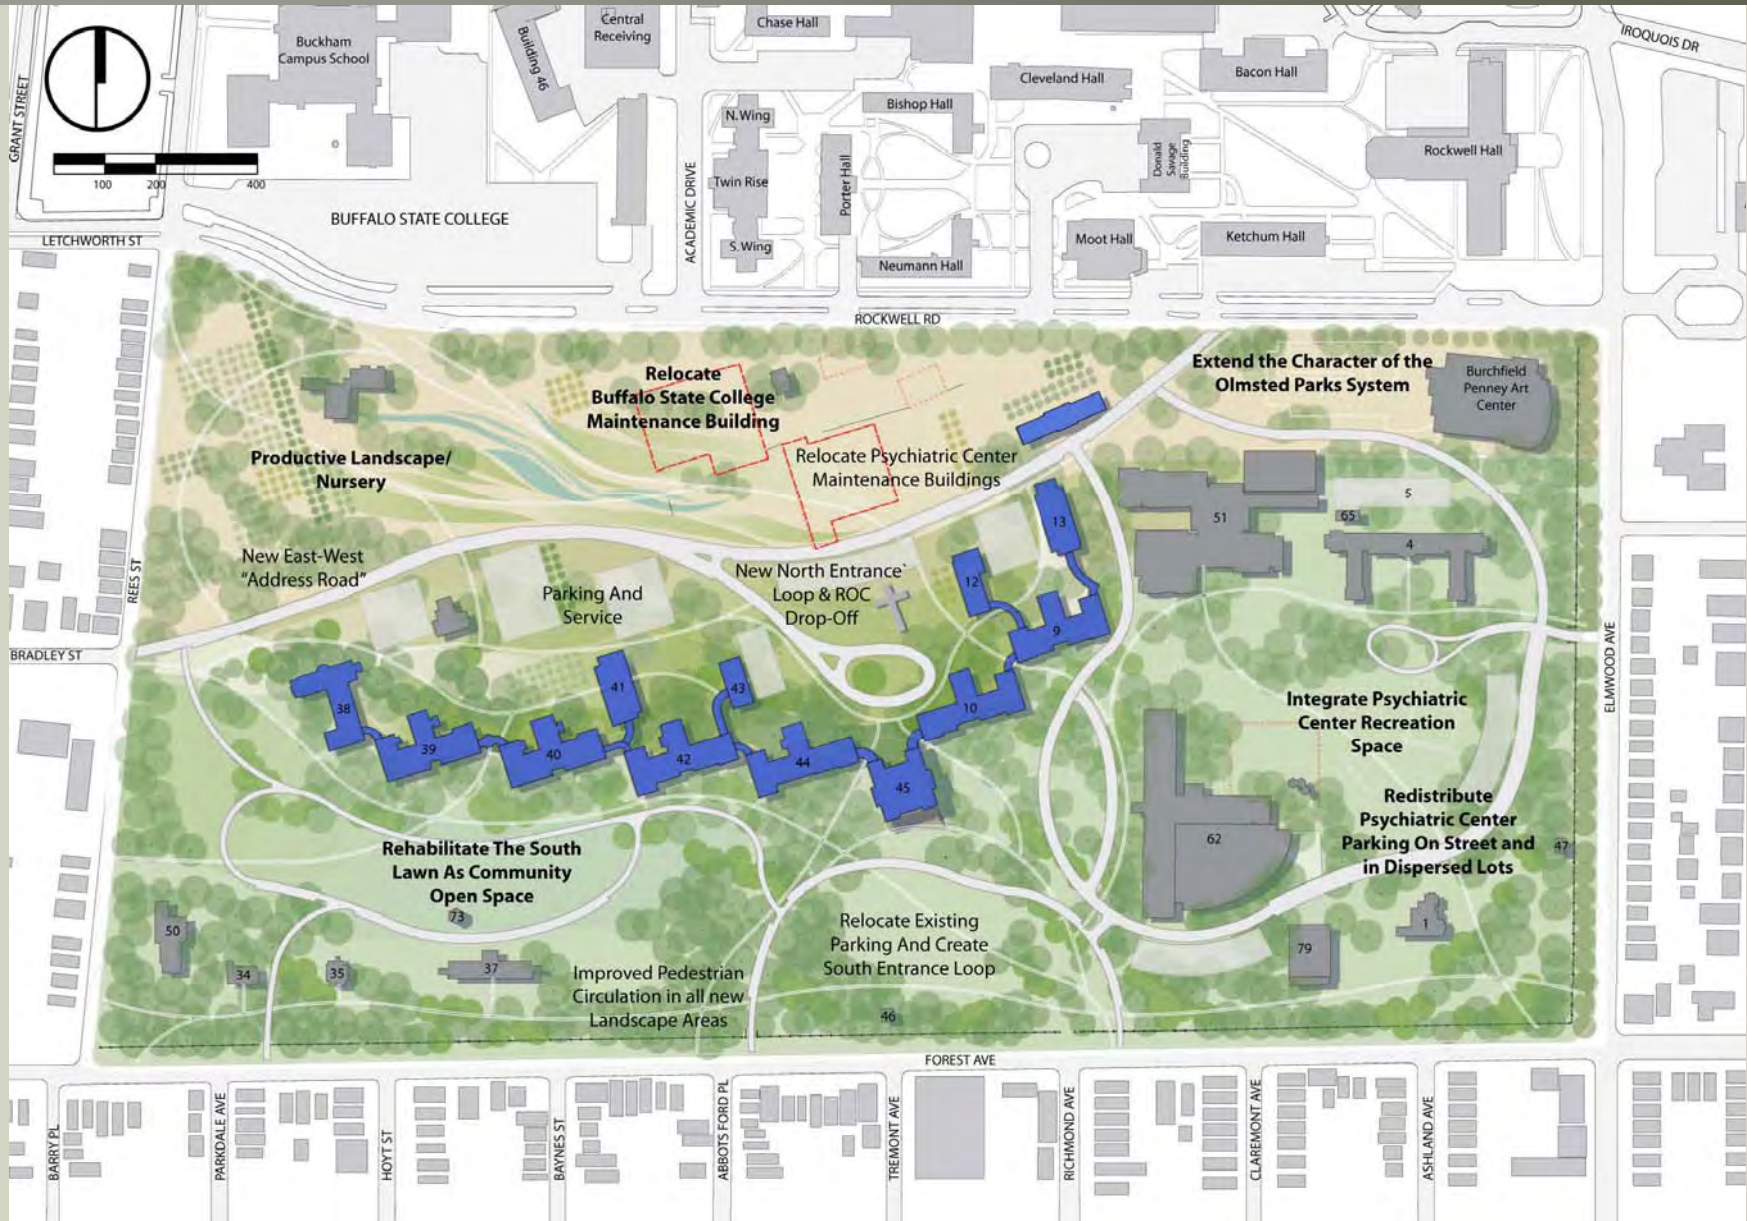 Central
Receiving
Chase Hall
IROQUOIS DR
Buckham
Campus School
Building 46
Cleveland Hall
Bacon Hall
GRANT STREET
Bishop Hall
N. Wing
Donald
Savage
Building
Rockwell Hall
100 200 400
Twin Rise
Porter Hall
ACADEMIC DRIVE
BUFFALO STATE COLLEGE
LETCHWORTH ST
S. Wing
Moot Hall
Ketchum Hall
Neumann Hall
ROCKWELL RD
Relocate
Buffalo State College
Maintenance Building
Extend the Character of the
Olmsted Parks System
Burchfield
Penney Art
Center
Productive Landscape/
Nursery
Relocate Psychiatric Center
Maintenance Buildings
5
51
65
13
4
New East-West
"Address Road"
Parking And
Service
New North Entrance`
Loop & ROC
Drop-Off
12
REES ST
9
BRADLEY ST
ELMWOOD AVE
41
43
38
10
Integrate Psychiatric
Center Recreation
Space
39
40
42
44
45
Redistribute
Psychiatric Center
Parking On Street and
in Dispersed Lots
62
47
Rehabilitate The South
Lawn As Community
Open Space
73
50
Relocate Existing
Parking And Create
South Entrance Loop
1
79
34
35
37
Improved Pedestrian
Circulation in all new
Landscape Areas
46
FOREST AVE
BARRY PL
PARKDALE AVE
HOYT ST
BAYNES ST
ABBOTS FORD PL
TREMONT AVE
RICHMOND AVE
CLAREMONT AVE
ASHLAND AVE